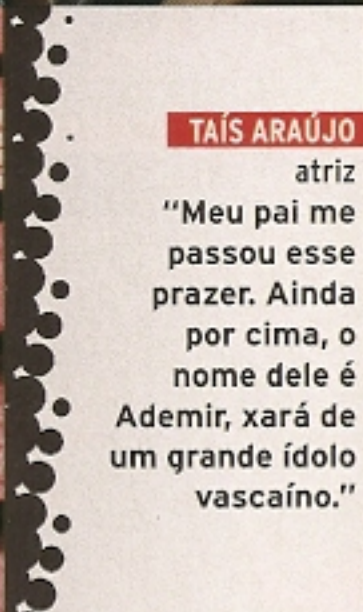 TAÍS ARAÚJO
atriz
"Meu pai me
passou esse
prazer. Ainda
por cima, o
nome dele é
Ademir, xará de
um grande ídolo
vascaíno."